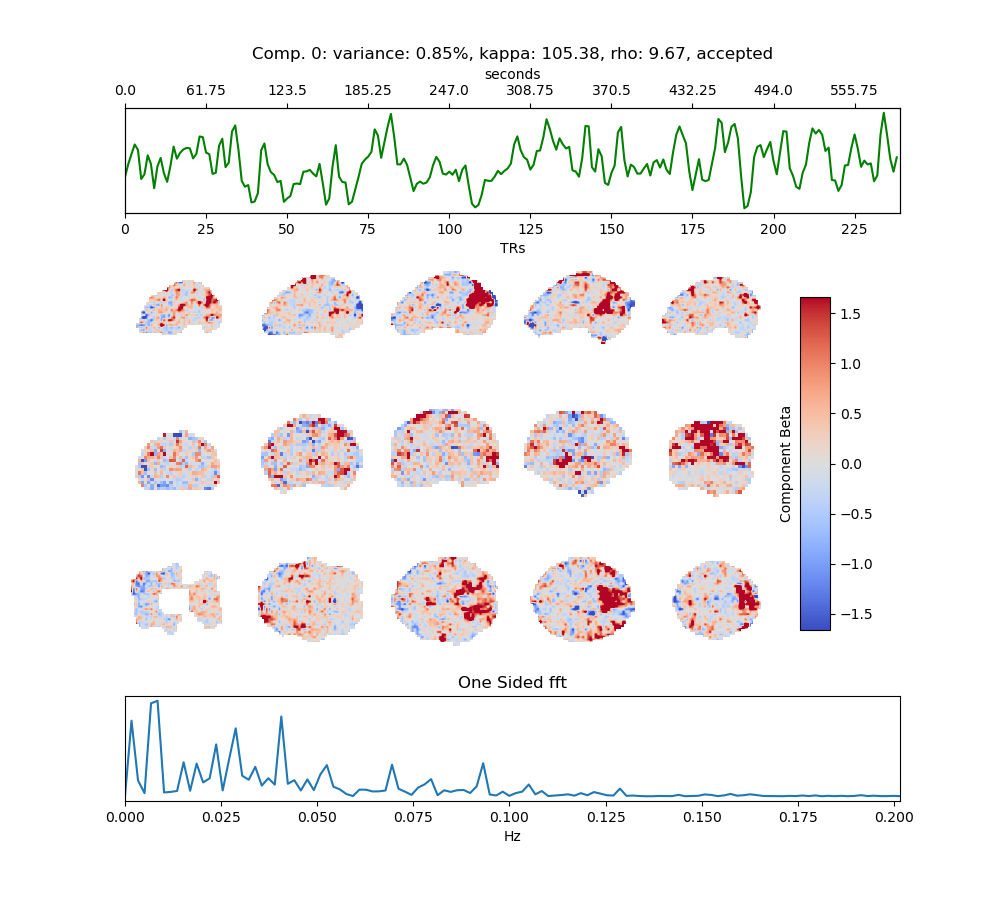 Comp. 0: variance: 0.85%, kappa: 105.38, rho: 9.67, accepted
seconds
0.0 61.75 123.5 185.25 247.0 308.75 370.5 432.25 494.0 555.75
0 25 50 75 100 125 150 175 200 225
TRs
1.5
1.0
0.5
0.0
−0.5
−1.0
−1.5
Component Beta
One Sided fft
0.000 0.025 0.050 0.075 0.100 0.125 0.150 0.175 0.200
Hz